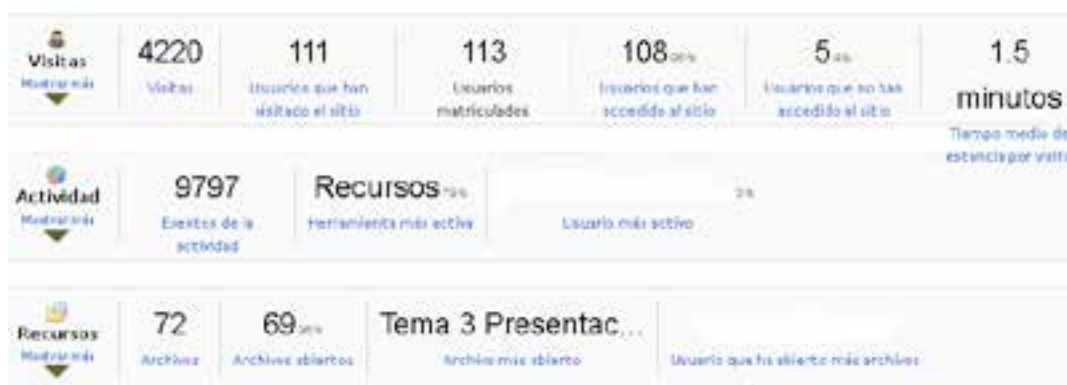 Visitas
Mostrar más
4220
Visitas
111
Usuarios que han
visitado el sitio
113
Usuarios
matriculados
108
Usuarios que han
accedido al sitio
5
Usuarios que no han
accedido al sitio
1.5
minutos
Tiempo medio de
estancia por visita
Actividad
Mostrar más
9797
Eventos de la
actividad
Recursos
Herramienta más activa
Usuario más activo
Recursos
Mostrar más
72
Archivos
69
Archivos abiertos
Tema 3 Presentac...
Archivo más abierto
Usuario que ha abierto más archivos